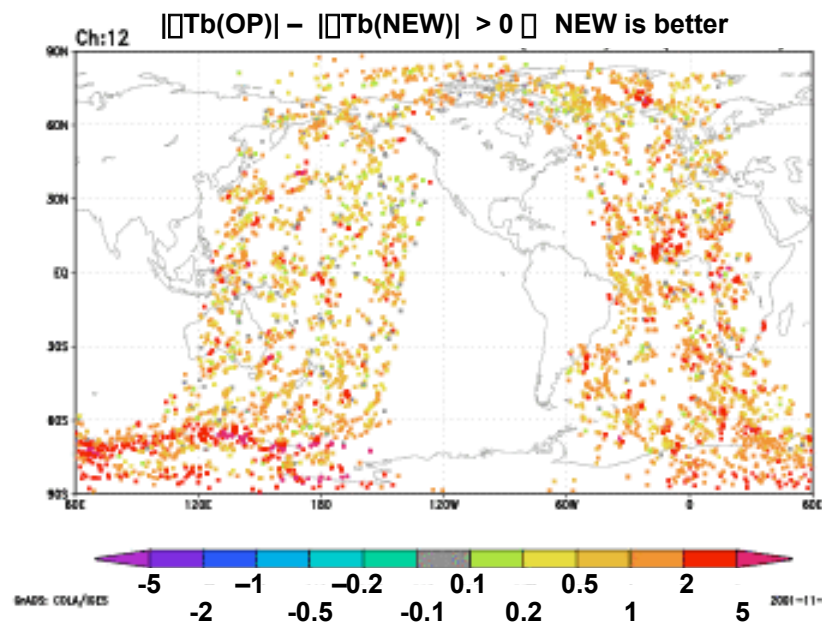 |▯Tb(OP)| – |▯Tb(NEW)| > 0 ▯ NEW is better
Ch:12
90N
60N
30N
EQ
30S
60S
90S
60E 120E 180 120W 60W 0 60E
-5 –1 –0.2 0.1 0.5 2
-2 -0.5 -0.1 0.2 1 5
GrADS: COLA/IGES 2001-11-